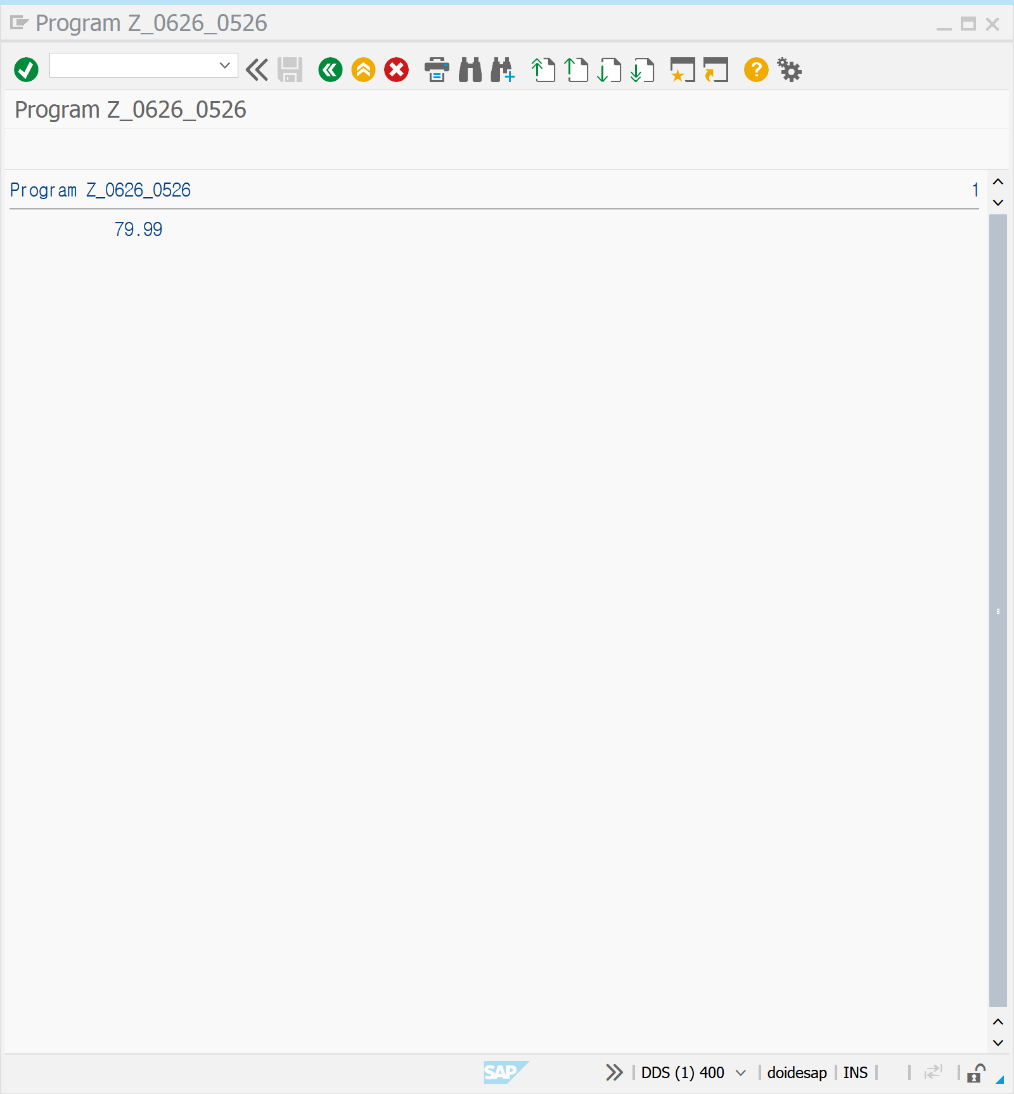 Program Z_0626_0526
Program Z_0626_0526
Program Z_0626_0526 1
79.99
SAP DDS (1) 400 doidesap INS